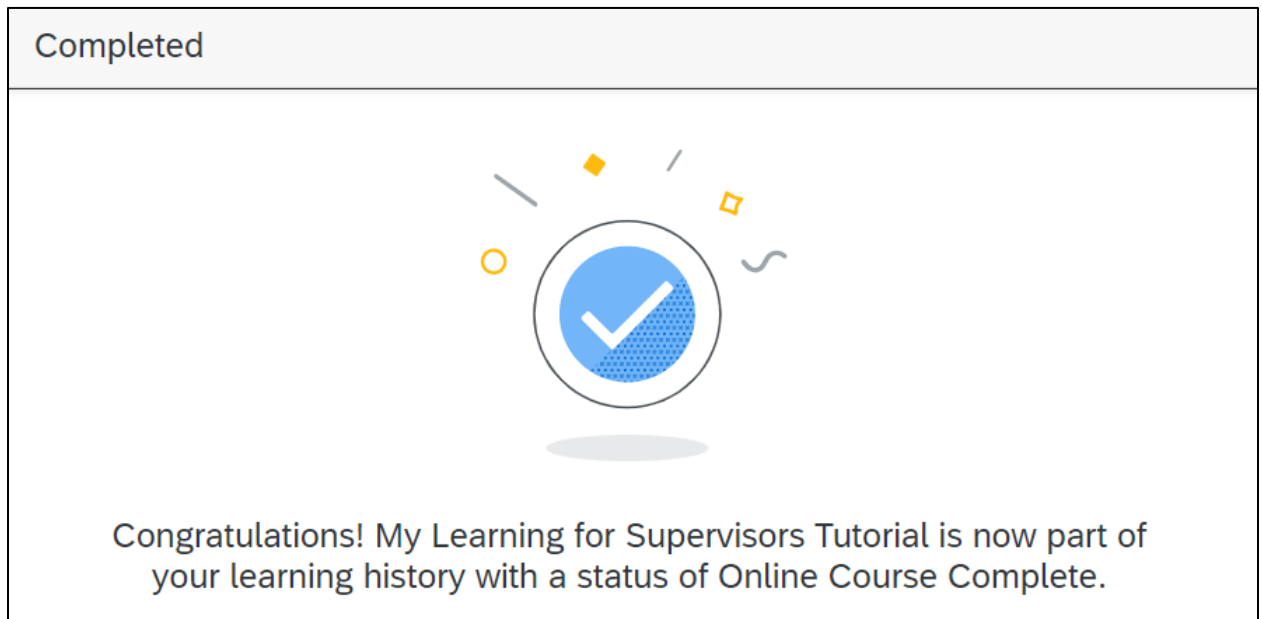 Completed
Congratulations! My Learning for Supervisors Tutorial is now part of
your learning history with a status of Online Course Complete.